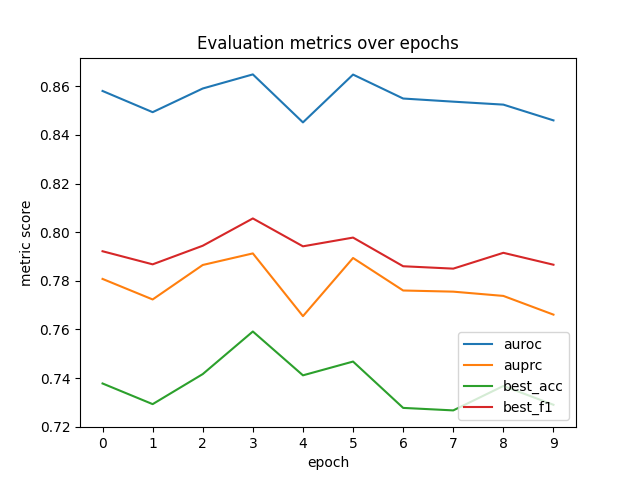 Evaluation metrics over epochs
metric score
0.86
0.84
0.82
0.80
0.78
0.76
0.74
0.72
0 1 2 3 4 5 6 7 8 9
epoch
auroc
auprc
best_acc
best_f1